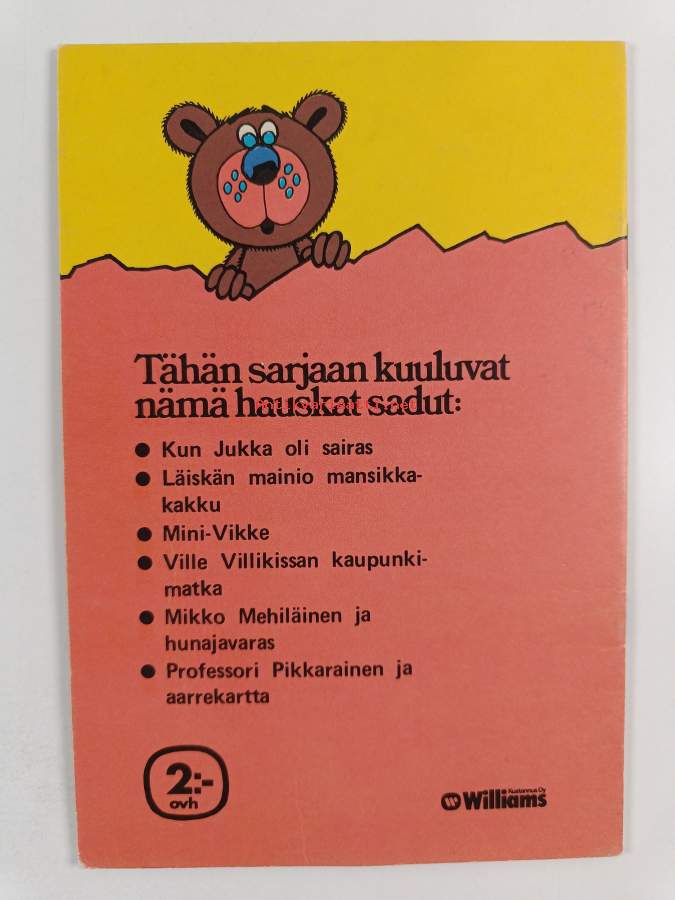 Tähän sarjaan kuuluvat
nämä hauskat sadut:
● Kun Jukka oli sairas
● Läiskän mainio mansikka-
kakku
● Mini-Vikke
● Ville Villikissan kaupunki-
matka
● Mikko Mehiläinen ja
hunajavaras
● Professori Pikkarainen ja
aarrekartta
2:-
ovh
Kustannus Oy
W Williams